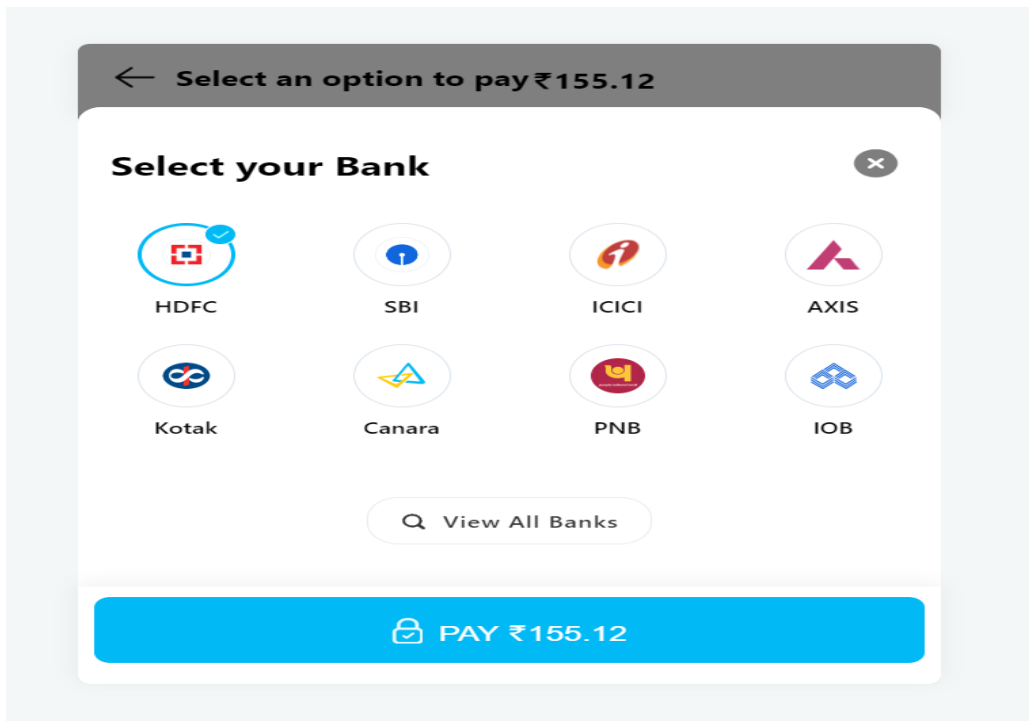 Select an option to pay ₹155.12
Select your Bank
HDFC SBI ICICI AXIS
Kotak Canara PNB IOB
View All Banks
PAY ₹155.12